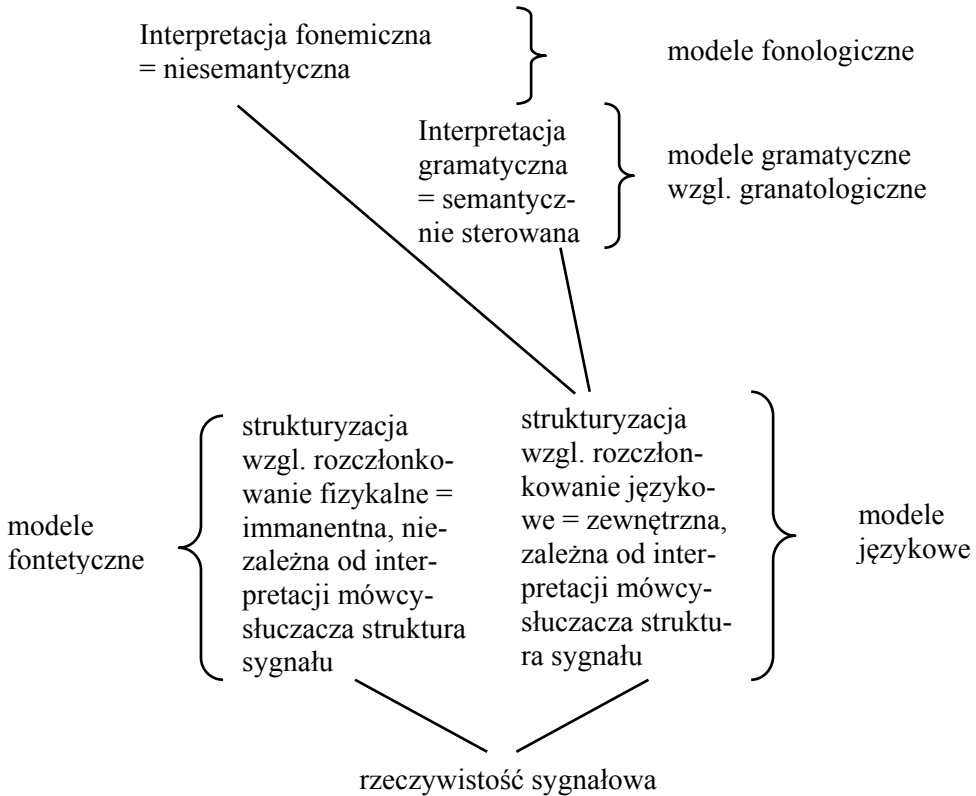 Interpretacja fonemiczna
= niesemantyczna
modele fonologiczne
Interpretacja
gramatyczna
= semantycz-
nie sterowana
modele gramatyczne
wzgl. granatologiczne
modele
fontetyczne
strukturyzacja
wzgl. rozczłonko-
wanie fizykalne =
immanentna, nie-
zależna od inter-
pretacji mówcy-
słuczacza struktura
sygnału
strukturyzacja
wzgl. rozczłon-
kowanie języko-
we = zewnętrzna,
zależna od inter-
pretacji mówcy-
słuczacza struktu-
ra sygnału
modele
językowe
rzeczywistość sygnałowa